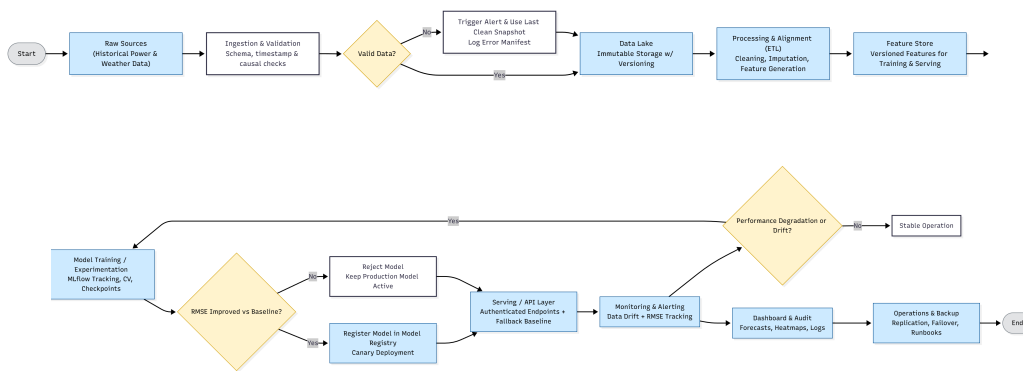 Start
Raw Sources
(Historical Power &
Weather Data)
Ingestion & Validation
Schema, timestamp &
causal checks
Valid Data?
No
Trigger Alert & Use Last
Clean Snapshot
Log Error Manifest
Yes
Data Lake
Immutable Storage w/
Versioning
Processing & Alignment
(ETL)
Cleaning, Imputation,
Feature Generation
Feature Store
Versioned Features for
Training & Serving
Yes
Performance Degradation or
Drift?
No
Stable Operation
Model Training /
Experimentation
MLflow Tracking, CV,
Checkpoints
RMSE Improved vs Baseline?
No
Reject Model
Keep Production Model
Active
Yes
Register Model in Model
Registry
Canary Deployment
Serving / API Layer
Authenticated Endpoints +
Fallback Baseline
Monitoring & Alerting
Data Drift + RMSE Tracking
Dashboard & Audit
Forecasts, Heatmaps, Logs
Operations & Backup
Replication, Failover,
Runbooks
End